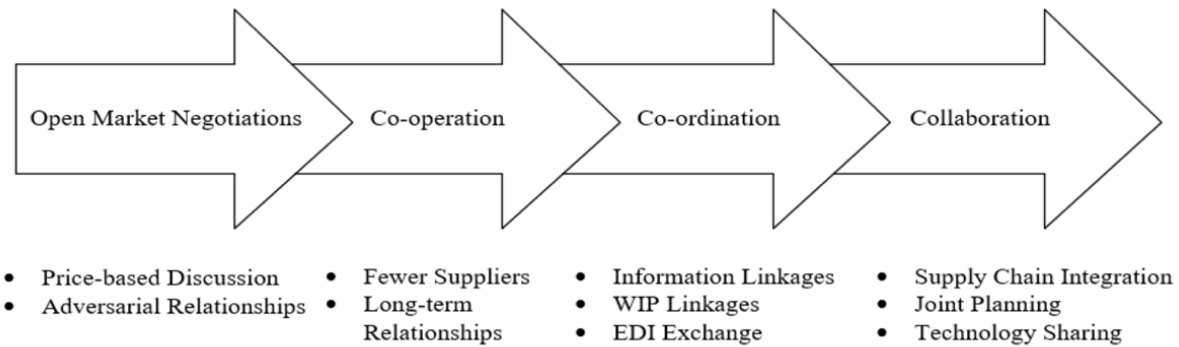 Open Market Negotiations
Co-operation
Co-ordination
Collaboration
• Price-based Discussion
• Adversarial Relationships
• Fewer Suppliers
• Long-term
Relationships
• Information Linkages
• WIP Linkages
• EDI Exchange
• Supply Chain Integration
• Joint Planning
• Technology Sharing